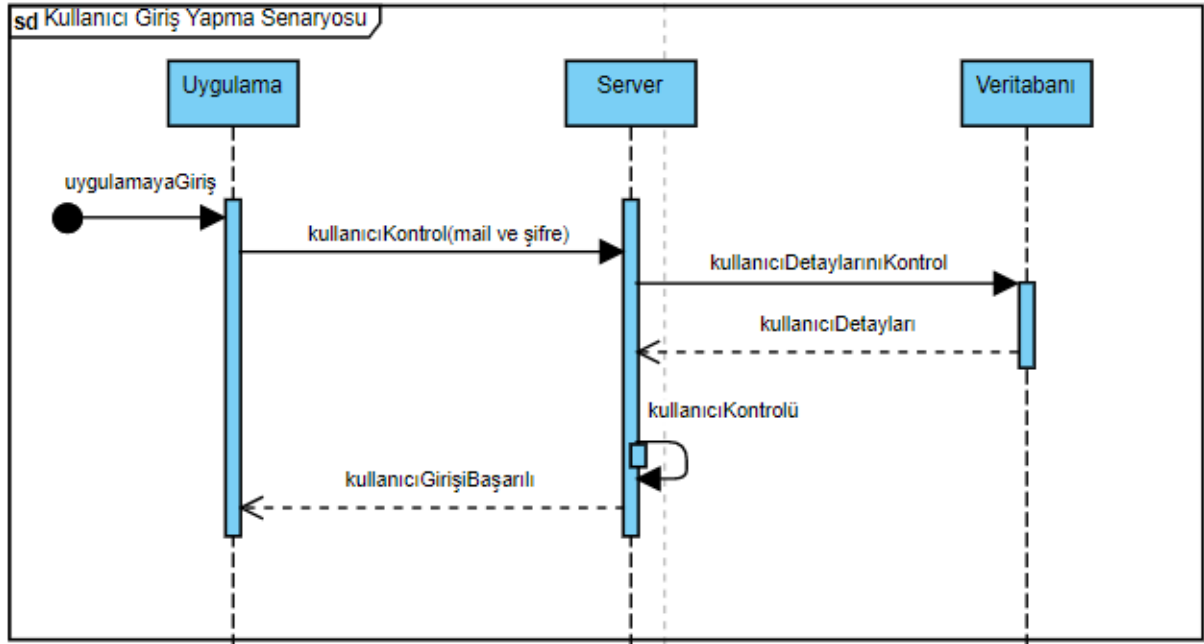 sd Kullanıcı Giriş Yapma Senaryosu
Uygulama
Server
Veritabanı
uygulamayaGiriş
kullanıcıKontrol(mail ve şifre)
kullanıcıDetaylarınıKontrol
kullanıcıDetayları
kullanıcıKontrolü
kullanıcıGirişiBaşarılı